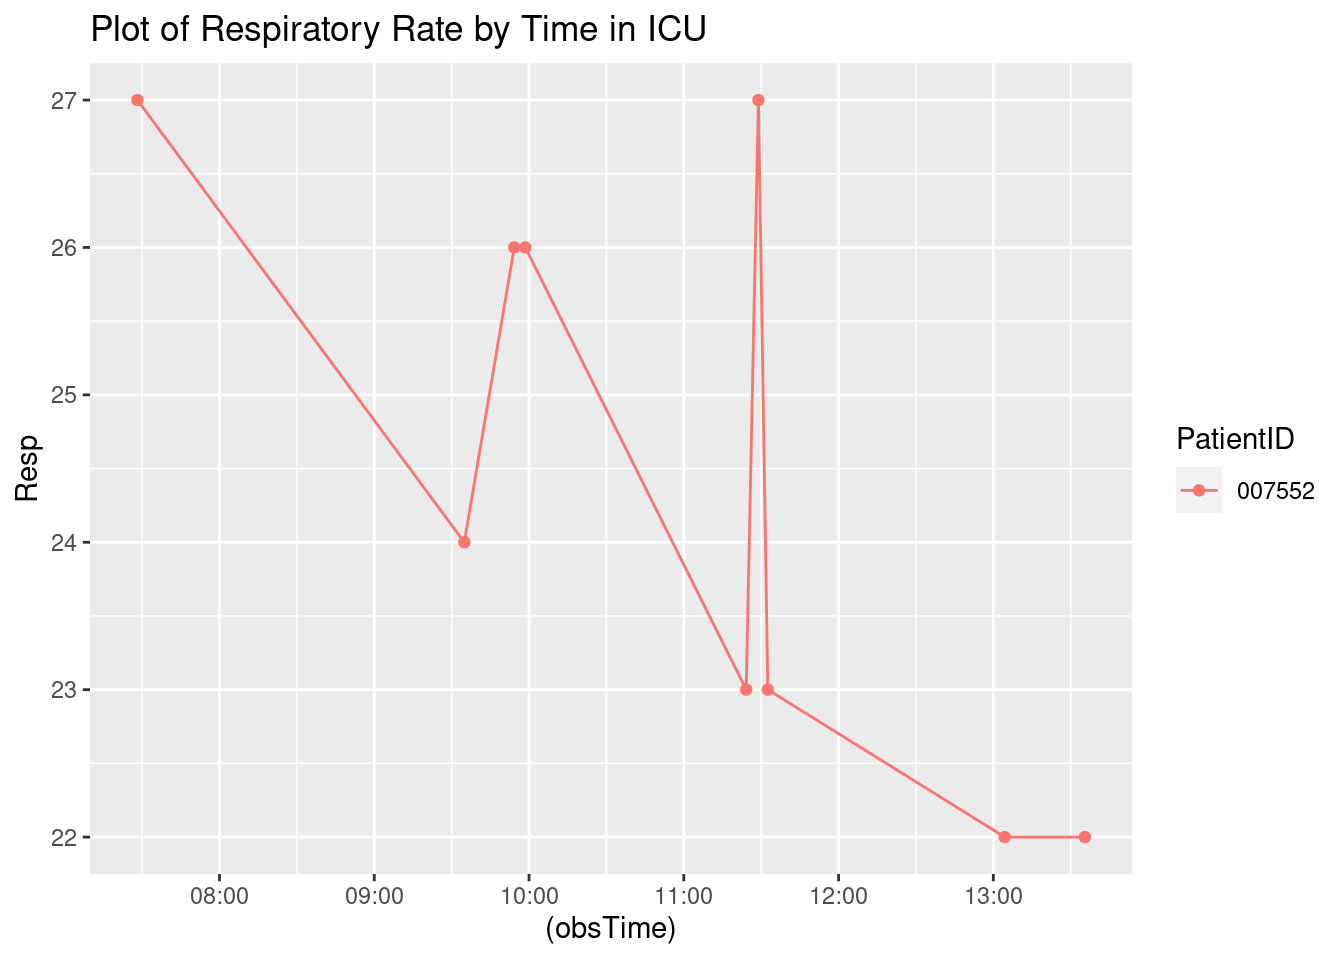 Plot of Respiratory Rate by Time in ICU
27
26
25
24
23
22
Resp
08:00 09:00 10:00 11:00 12:00 13:00
(obsTime)
PatientID
007552